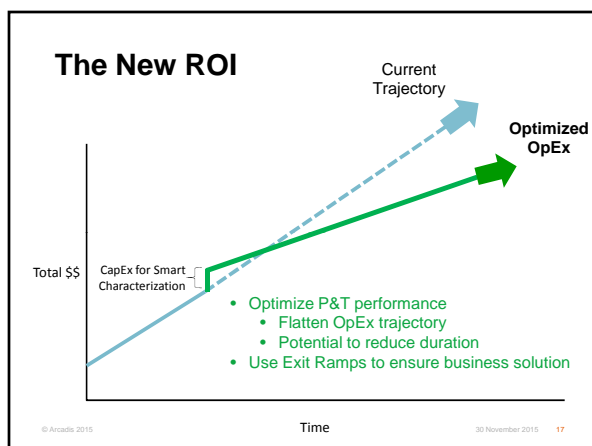 The New ROI
Current
Trajectory
Optimized
OpEx
Total $$
CapEx for Smart
Characterization
• Optimize P&T performance
• Flatten OpEx trajectory
• Potential to reduce duration
• Use Exit Ramps to ensure business solution
Time
© Arcadis 2015
30 November 2015
17